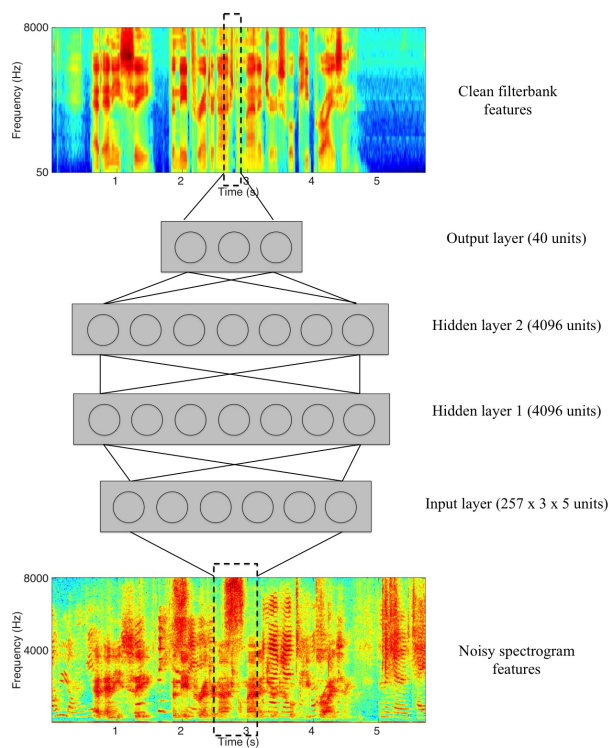 8000
Frequency (Hz)
50
1 2 3 4 5
Time (s)
Clean filterbank
features
Output layer (40 units)
Hidden layer 2 (4096 units)
Hidden layer 1 (4096 units)
Input layer (257 x 3 x 5 units)
8000
Frequency (Hz)
4000
0
1 2 3 4 5
Time (s)
Noisy spectrogram
features